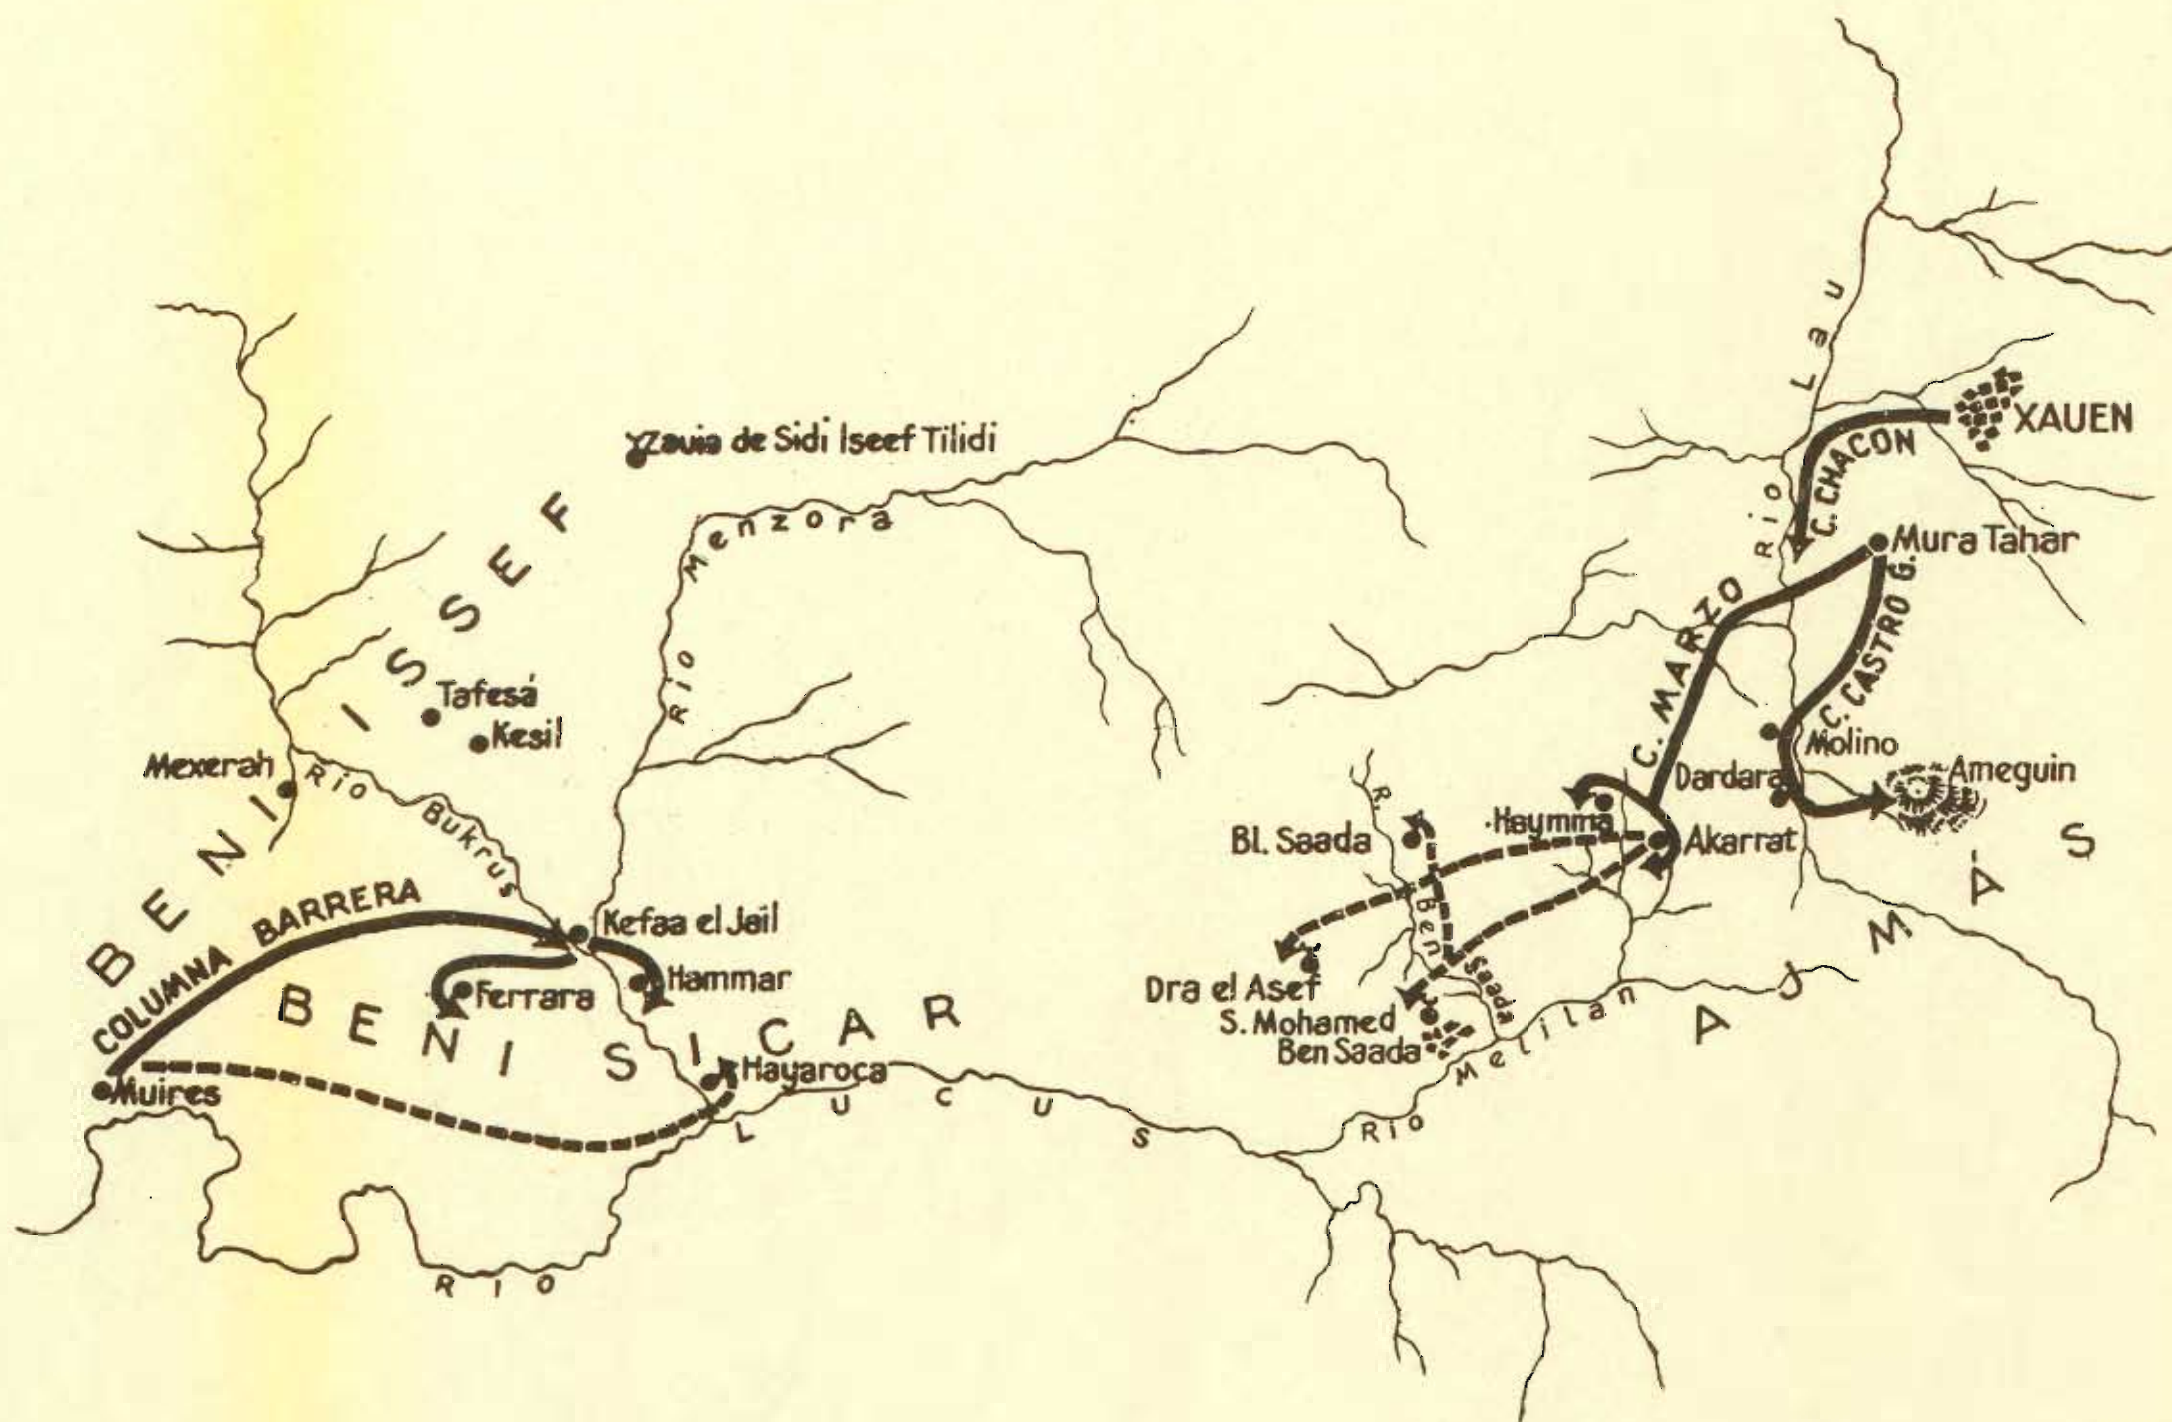 Rio Lau
XAUEN
C. CHACON
Zauia de Sidi Iseef Tilidi
Rio Menzora
Mura Tahar
C. MARZO
C. CASTRO G.
BENI ISSEF
Tafesá
Kesil
Molino
Mexerah
Rio Bukrus
Dardara
Ameguin
Haymma
Bl. Saada
Akarrat
R. Ben Saada
COLUMNA BARRERA
Kefaa el Jail
Hammar
Ferrara
Dra el Asef
S. Mohamed
Ben Saada
BENI SICAR
AJMÁS
Rio Melilan
Hayaroca
Muires
RIO LUCUS